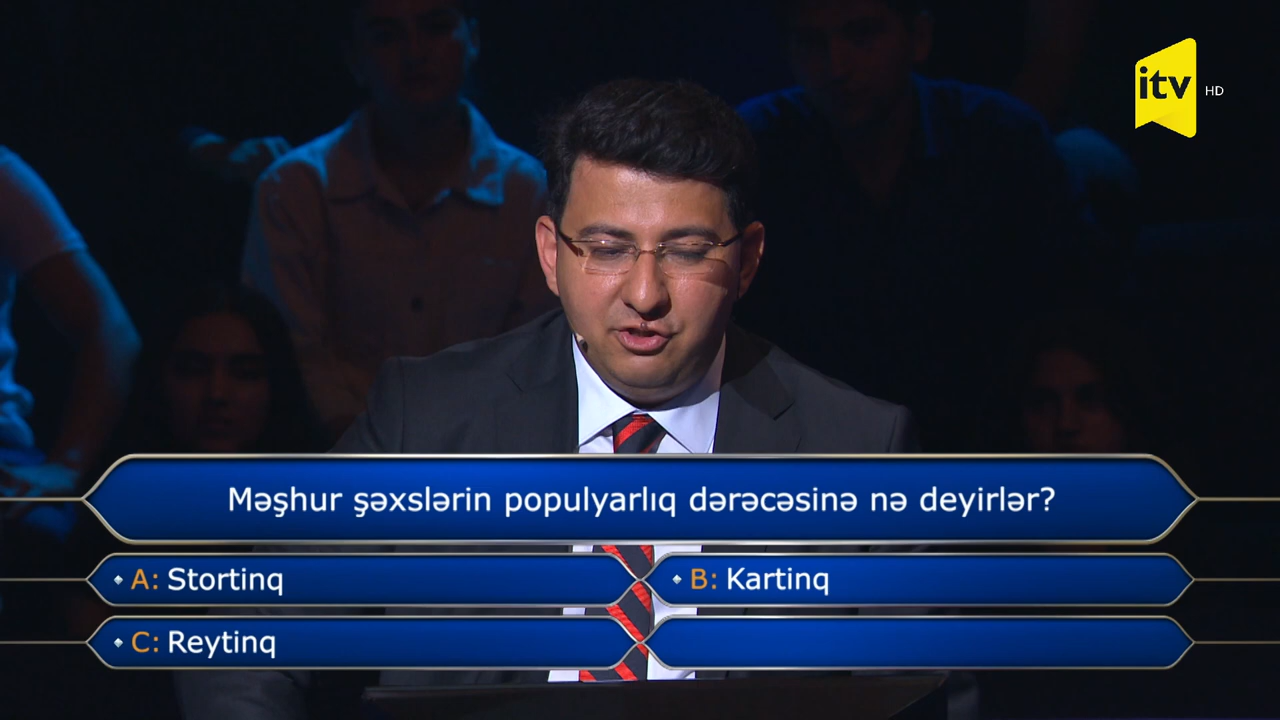 itv HD
Məşhur şəxslərin populyarlıq dərəcəsinə nə deyirlər?
A: Stortinq
B: Kartinq
C: Reytinq